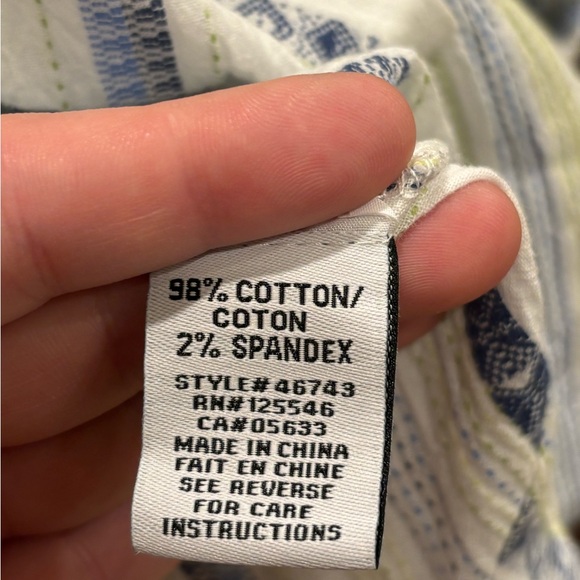 98% COTTON/
COTON
2% SPANDEX
STYLE# 46743
RN#125546
CA#05633
MADE IN CHINA
FAIT EN CHINE
SEE REVERSE
FOR CARE
INSTRUCTIONS